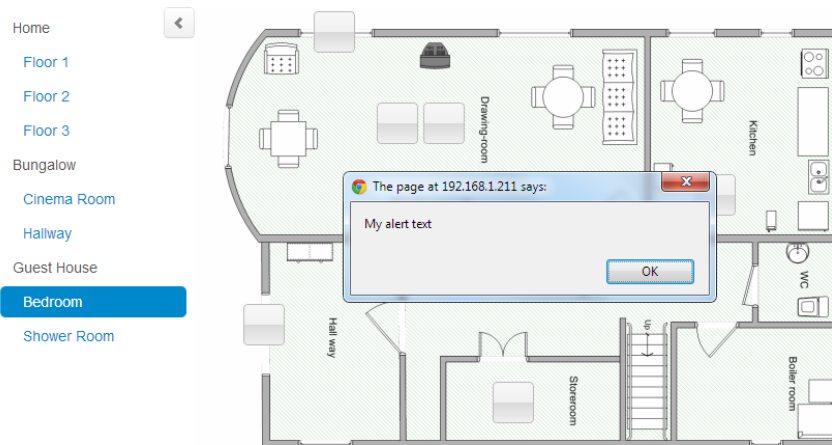 Home
Floor 1
Floor 2
Floor 3
Bungalow
Cinema Room
Hallway
Guest House
Bedroom
Shower Room
Drawing-room
Kitchen
The page at 192.168.1.211 says:
My alert text
OK
WC
Hall way
Up
Storeroom
Boiler room